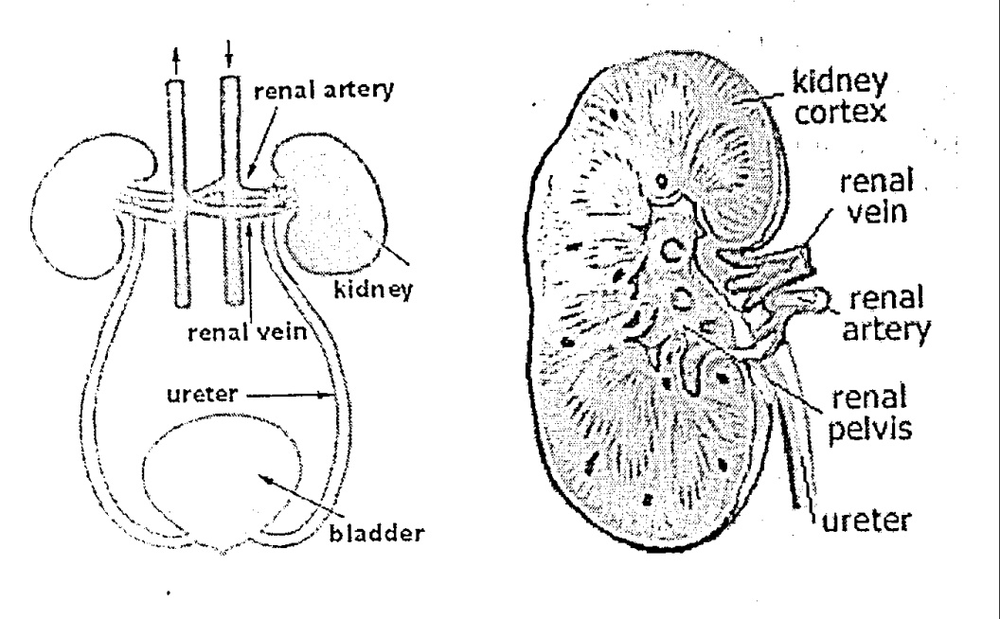 renal artery
kidney
renal vein
ureter
bladder
kidney
cortex
renal
vein
renal
artery
renal
pelvis
ureter